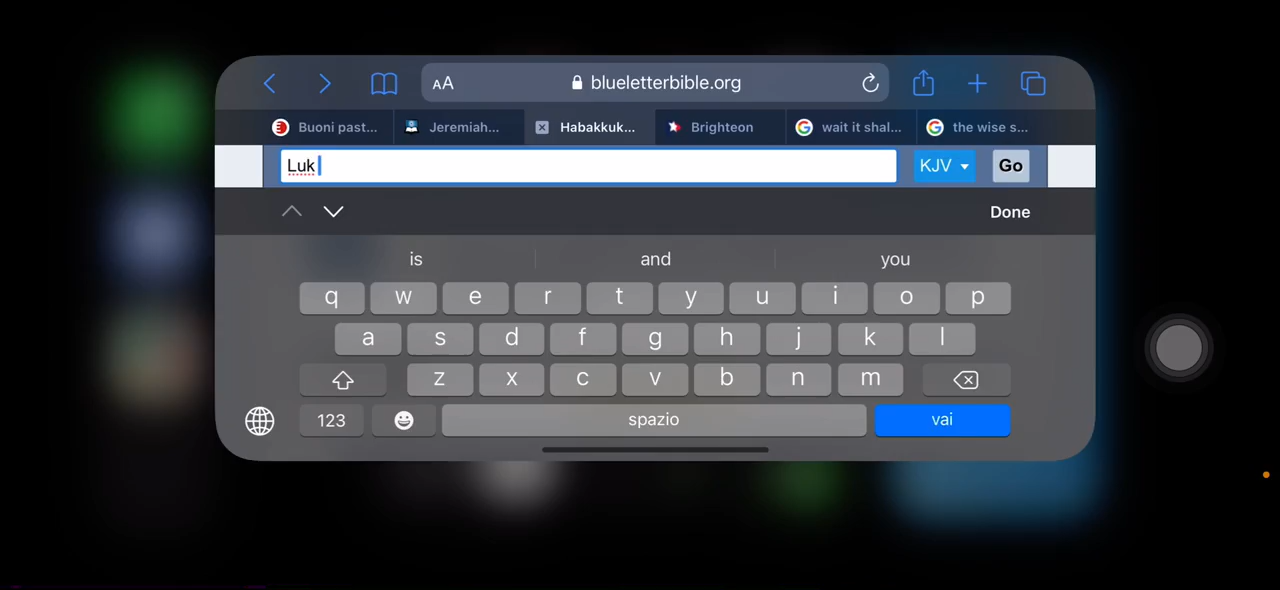 AA blueletterbible.org
Buoni past... Jeremiah... Habakkuk... Brighteon wait it shal... the wise s...
Luk KJV Go
Done
is and you
q w e r t y u i o p
a s d f g h j k l
z x c v b n m
123 spazio vai